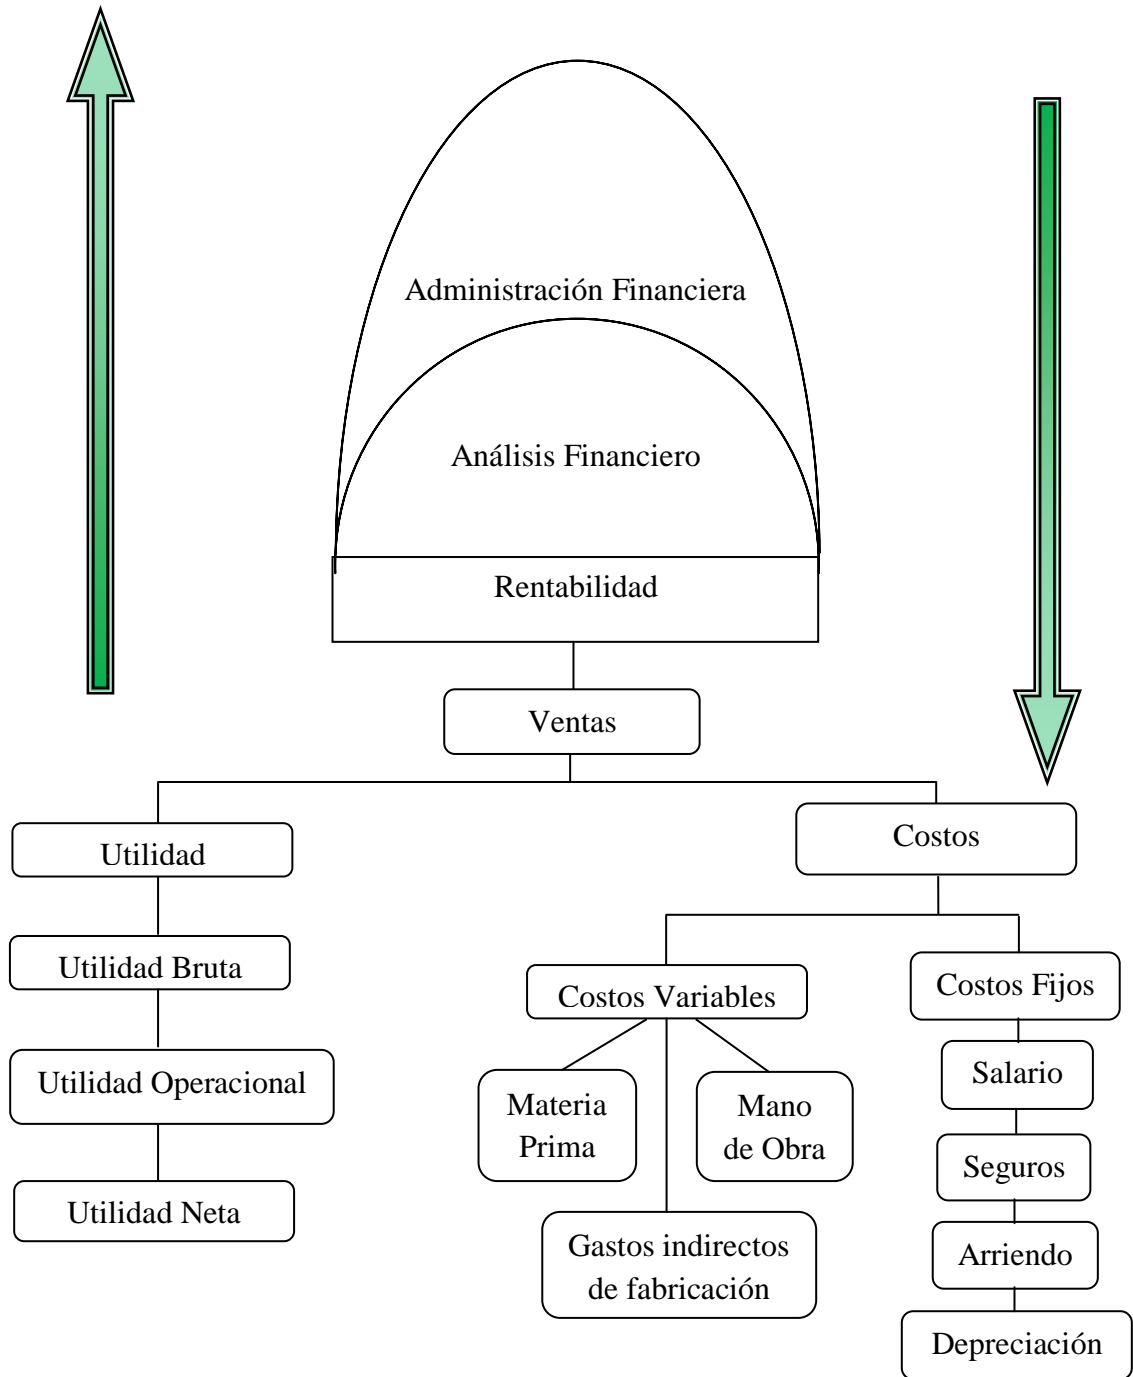 Administración Financiera
Análisis Financiero
Rentabilidad
Ventas
Utilidad
Utilidad Bruta
Utilidad Operacional
Utilidad Neta
Costos
Costos Variables
Materia
Prima
Mano
de Obra
Gastos indirectos
de fabricación
Costos Fijos
Salario
Seguros
Arriendo
Depreciación